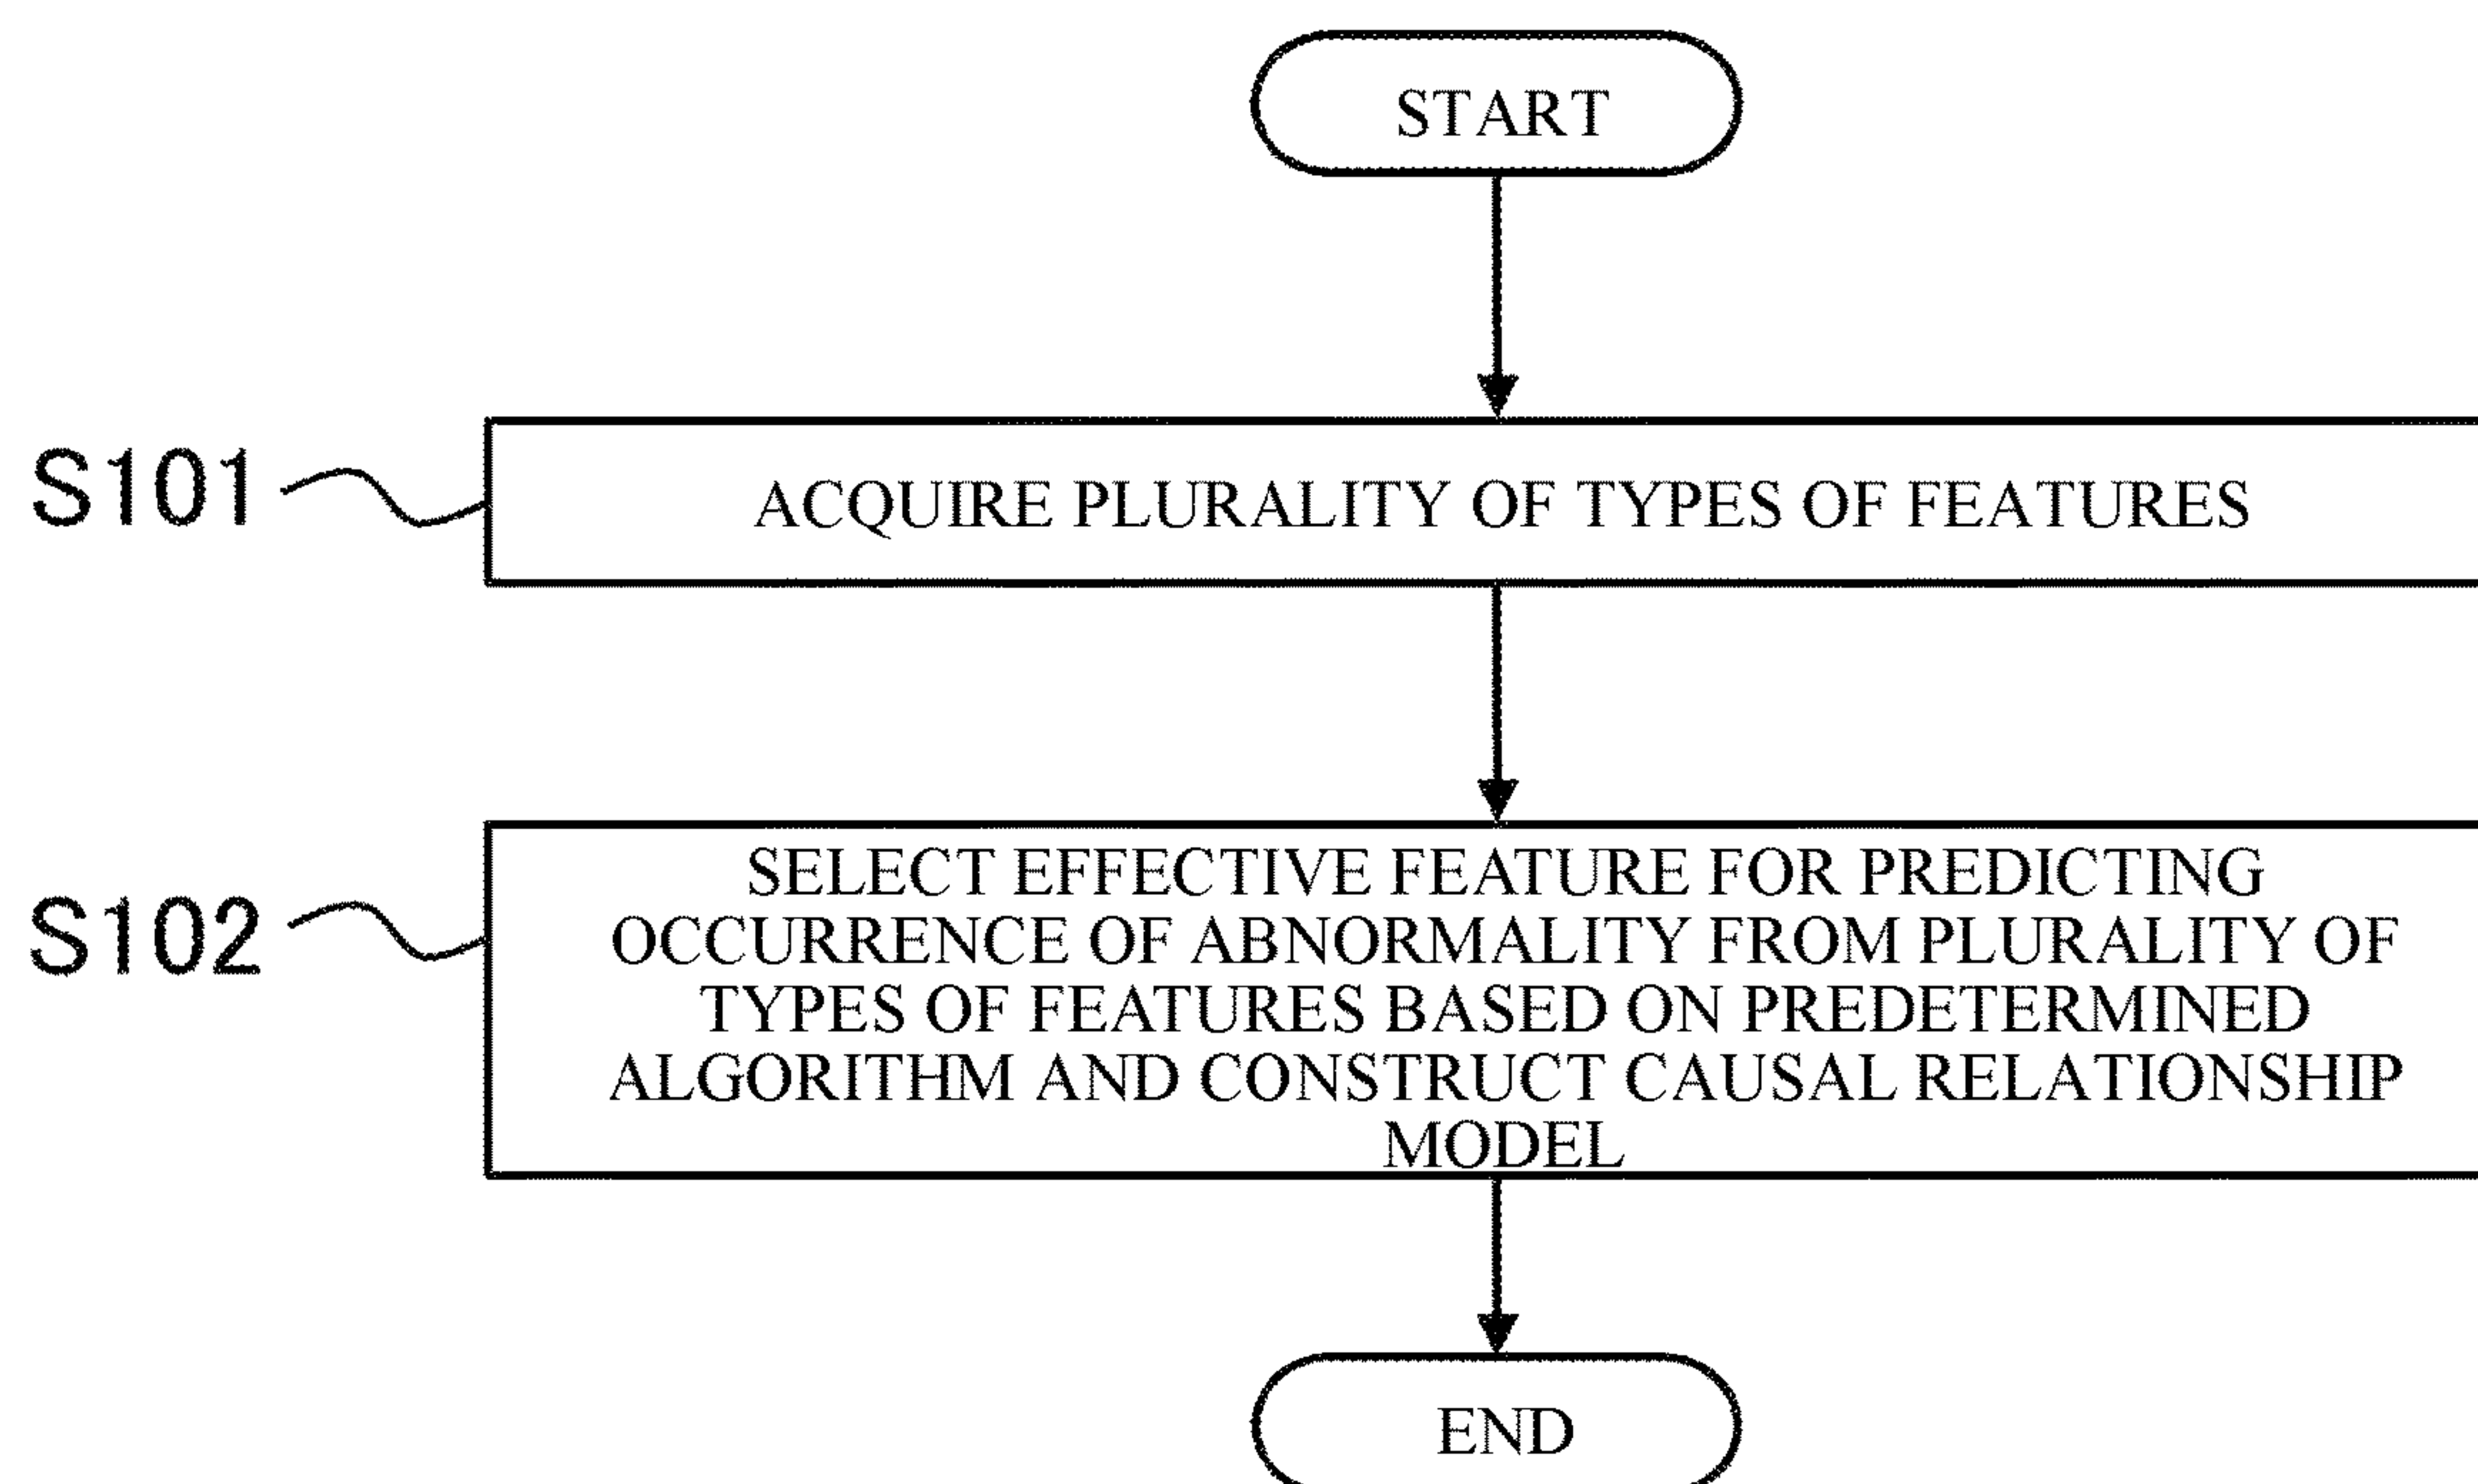 START
S101
ACQUIRE PLURALITY OF TYPES OF FEATURES
S102
SELECT EFFECTIVE FEATURE FOR PREDICTING
OCCURRENCE OF ABNORMALITY FROM PLURALITY OF
TYPES OF FEATURES BASED ON PREDETERMINED
ALGORITHM AND CONSTRUCT CAUSAL RELATIONSHIP
MODEL
END